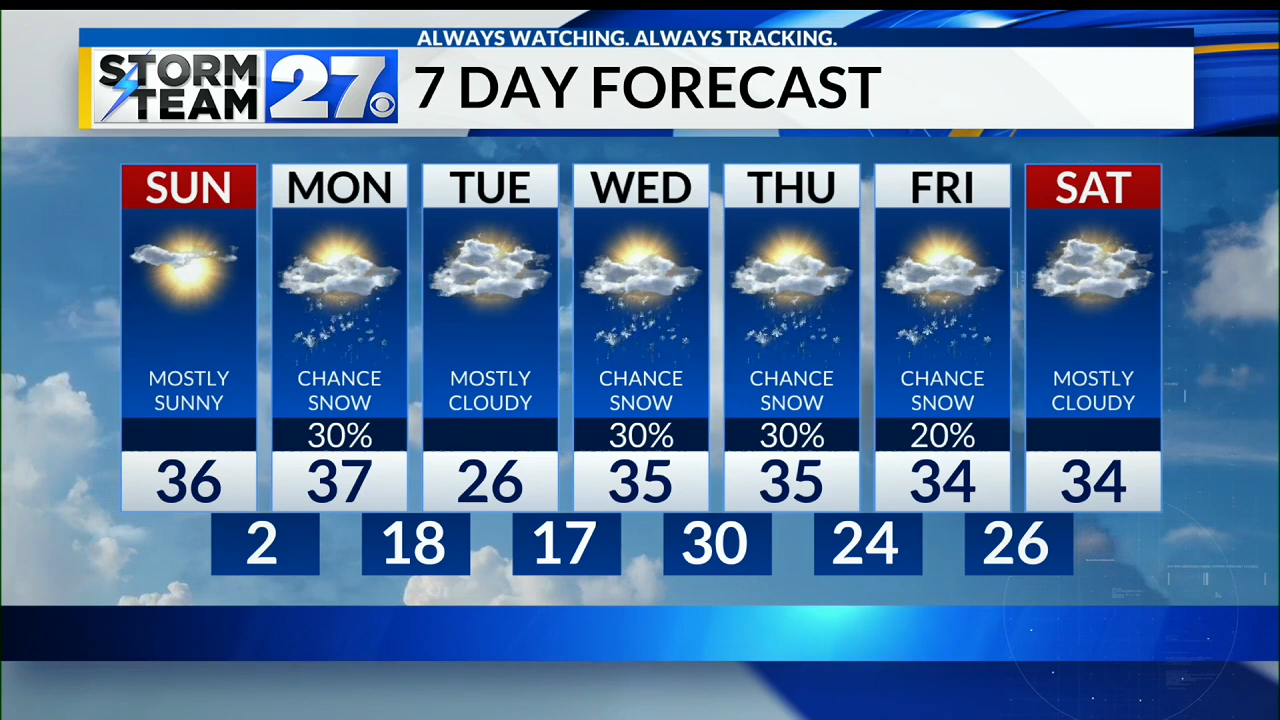 ALWAYS WATCHING. ALWAYS TRACKING.
STORM
TEAM
27
7 DAY FORECAST
SUN MON TUE WED THU FRI SAT
MOSTLY CHANCE MOSTLY CHANCE CHANCE CHANCE MOSTLY
SUNNY SNOW CLOUDY SNOW SNOW SNOW CLOUDY
30% 30% 30% 20%
36 37 26 35 35 34 34
2 18 17 30 24 26